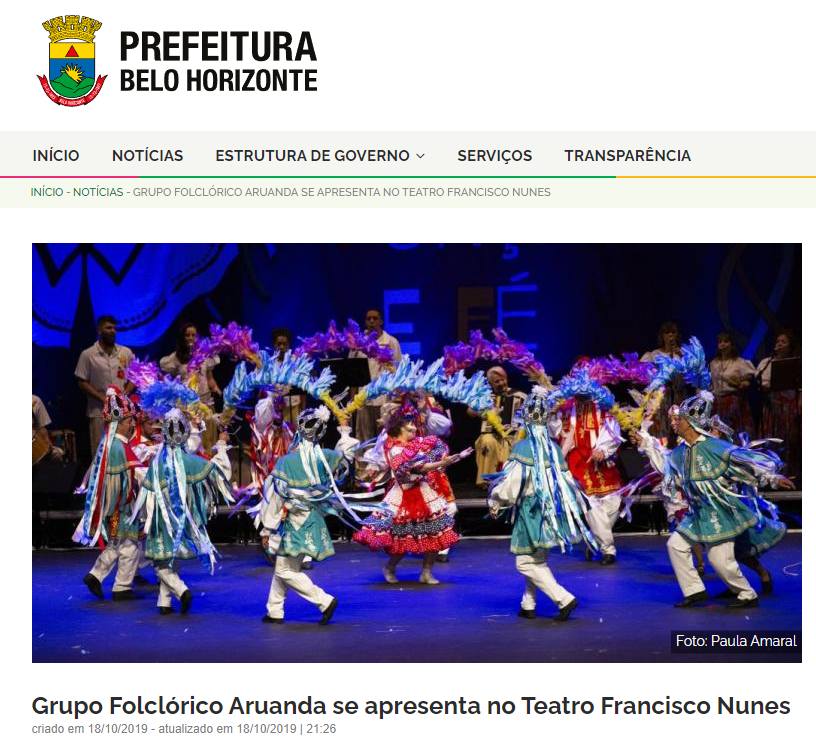 PREFEITURA
BELO HORIZONTE
INÍCIO NOTÍCIAS ESTRUTURA DE GOVERNO SERVIÇOS TRANSPARÊNCIA
INÍCIO - NOTÍCIAS - GRUPO FOLCLÓRICO ARUANDA SE APRESENTA NO TEATRO FRANCISCO NUNES
E FÉ
Foto: Paula Amaral
Grupo Folclórico Aruanda se apresenta no Teatro Francisco Nunes
criado em 18/10/2019 - atualizado em 18/10/2019 | 21:26